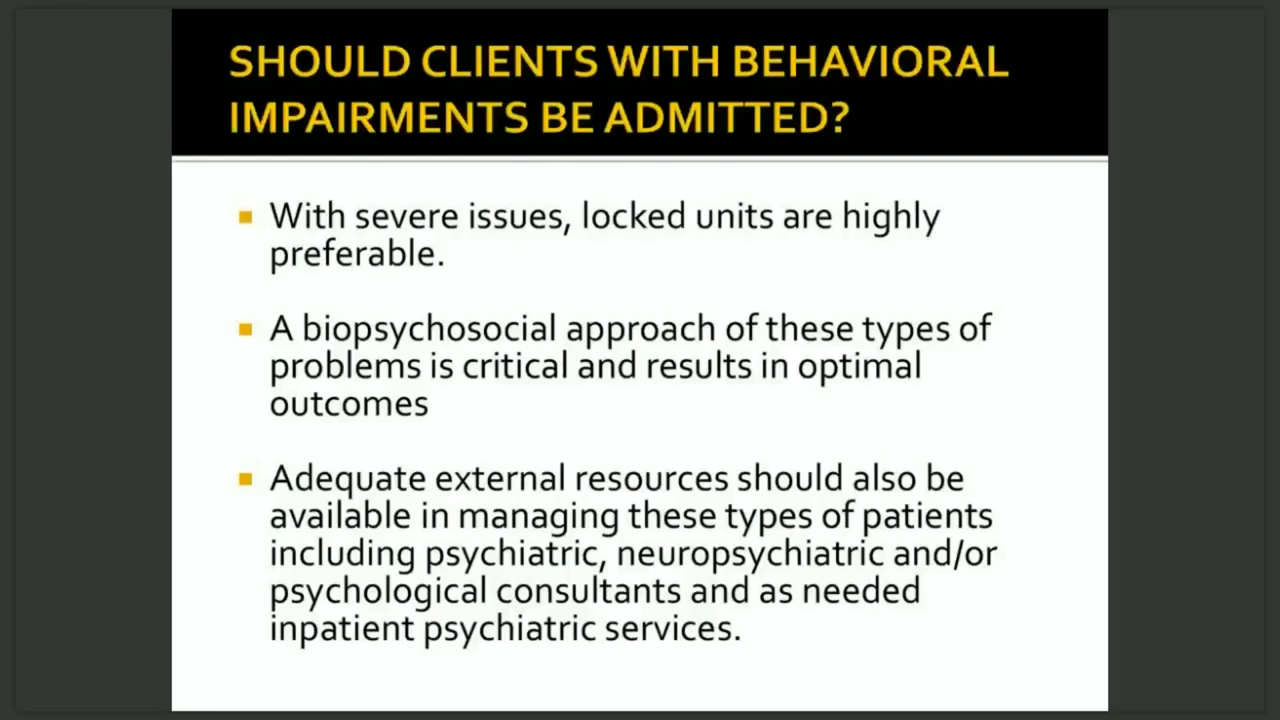 SHOULD CLIENTS WITH BEHAVIORAL
IMPAIRMENTS BE ADMITTED?
With severe issues, locked units are highly
preferable.
A biopsychosocial approach of these types of
problems is critical and results in optimal
outcomes
Adequate external resources should also be
available in managing these types of patients
including psychiatric, neuropsychiatric and/or
psychological consultants and as needed
inpatient psychiatric services.